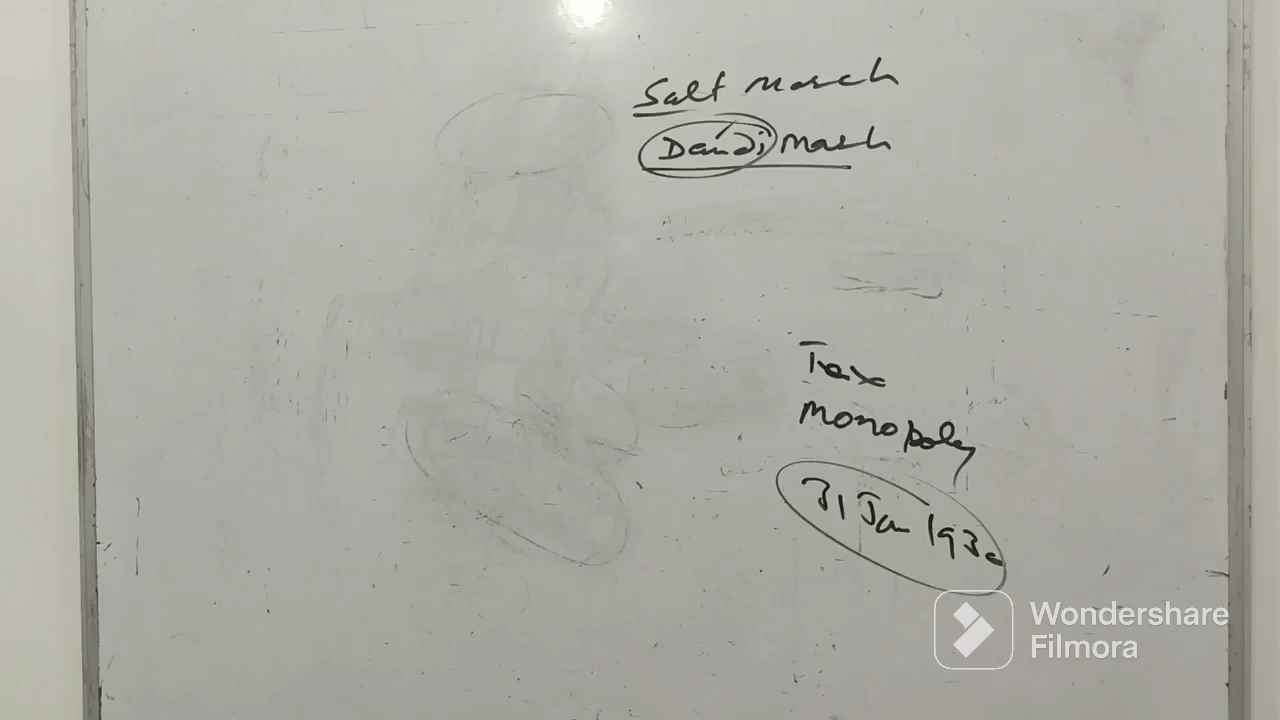 Salt March
Dandi March
Tax
Monopoly
31 Jan 1930
Wondershare
Filmora